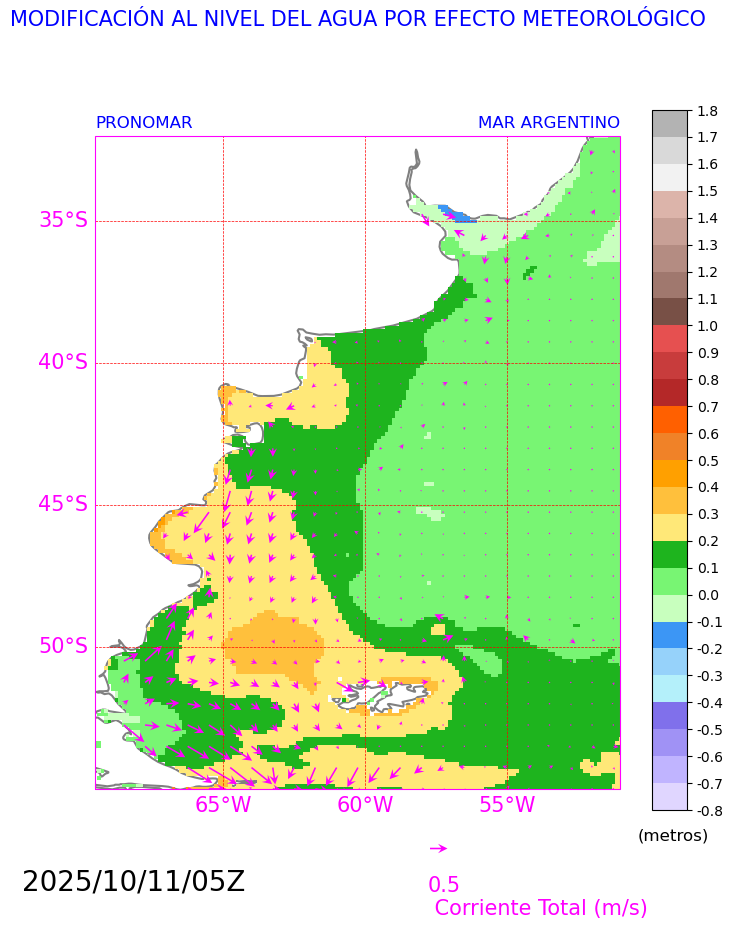 MODIFICACIÓN AL NIVEL DEL AGUA POR EFECTO METEOROLÓGICO
PRONOMAR MAR ARGENTINO
35°S
40°S
45°S
50°S
65°W 60°W 55°W
1.8
1.7
1.6
1.5
1.4
1.3
1.2
1.1
1.0
0.9
0.8
0.7
0.6
0.5
0.4
0.3
0.2
0.1
0.0
-0.1
-0.2
-0.3
-0.4
-0.5
-0.6
-0.7
-0.8
(metros)
2025/10/11/05Z
0.5
Corriente Total (m/s)